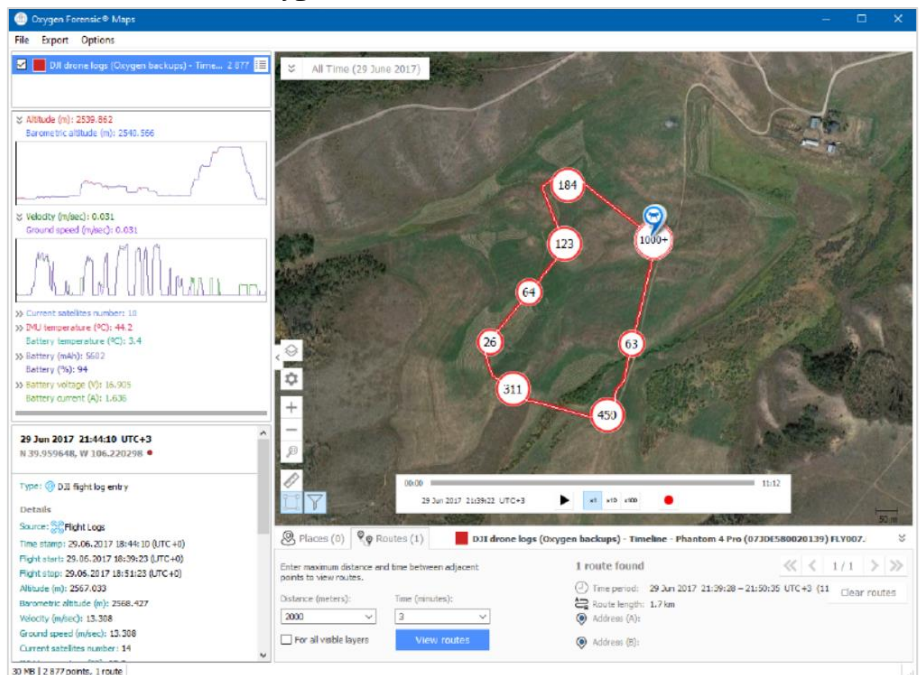 Oxygen Forensic® Maps
File Export Options
DJI drone logs (Oxygen backups) - Time... 2 877
All Time (29 June 2017)
Altitude (m): 2539.862
Barometric altitude (m): 2540.566
Velocity (m/sec): 0.031
Ground speed (m/sec): 0.031
Current satellites number: 10
IMU temperature (ºC): 44.2
Battery temperature (ºC): 3.4
Battery (mAh): 5602
Battery (%): 94
Battery voltage (V): 16.905
Battery current (A): 1.636
184
1000+
123
64
26
63
311
450
29 Jun 2017 21:44:10 UTC+3
N 39.959648, W 106.220298
Type: DJI flight log entry
Details
Source: Flight Logs
Time stamp: 29.06.2017 18:44:10 (UTC+0)
Flight start: 29.06.2017 18:39:23 (UTC+0)
Flight stop: 29.06.2017 18:51:23 (UTC+0)
Altitude (m): 2567.033
Barometric altitude (m): 2568.427
Velocity (m/sec): 13.308
Ground speed (m/sec): 13.308
Current satellites number: 14
00:00 11:12
29 Jun 2017 21:39:22 UTC+3 x1 x10 x100
50 m
Places (0) Routes (1) DJI drone logs (Oxygen backups) - Timeline - Phantom 4 Pro (07JDE580020139) FLY007.
Enter maximum distance and time between adjacent
points to view routes.
Distance (meters): Time (minutes):
2000 3
For all visible layers View routes
1 route found 1 / 1
Time period: 29 Jun 2017 21:39:28 – 21:50:35 UTC+3 (11 Clear routes
Route length: 1.7 km
Address (A):
Address (B):
30 MB | 2 877 points, 1 route